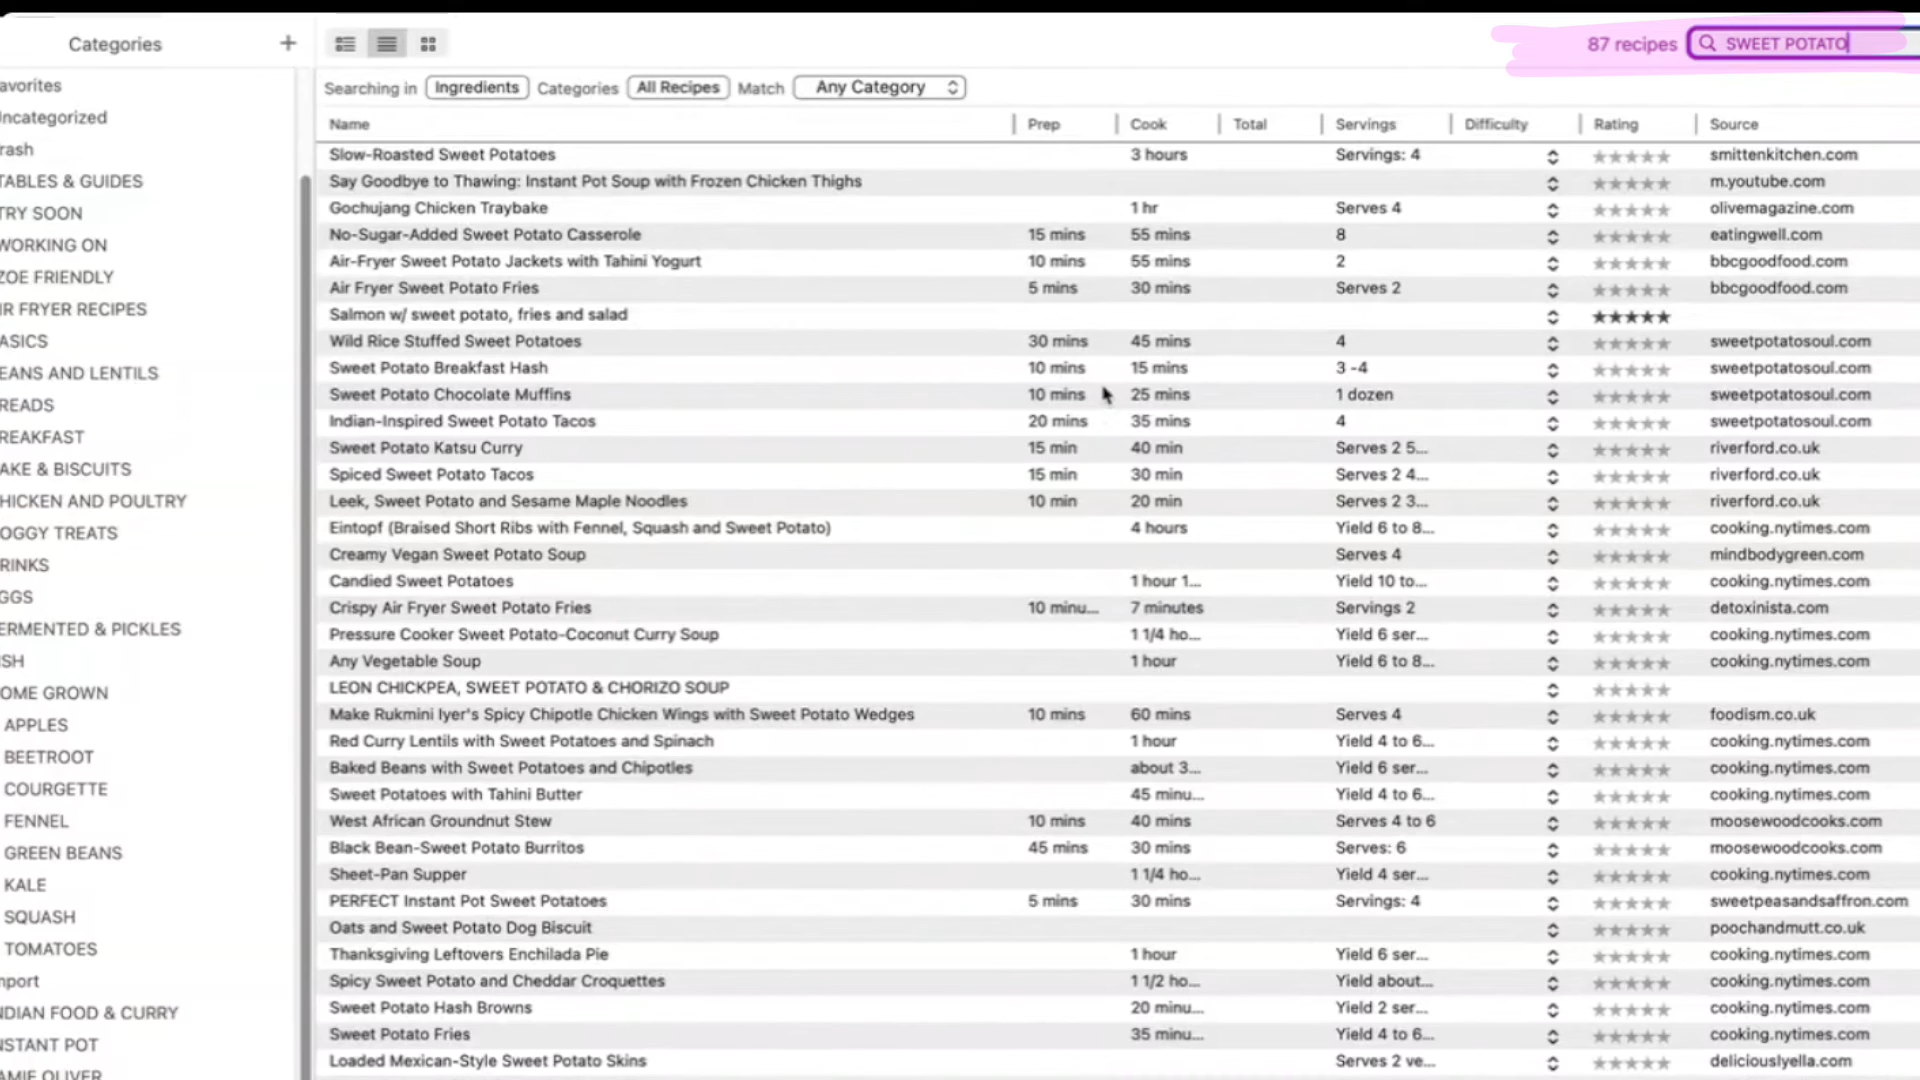 Categories +
87 recipes SWEET POTATO
Searching in Ingredients Categories All Recipes Match Any Category
Name Prep Cook Total Servings Difficulty Rating Source
avorites
ncategorized
rash
TABLES & GUIDES
TRY SOON
WORKING ON
ZOE FRIENDLY
IR FRYER RECIPES
ASICS
EANS AND LENTILS
READS
REAKFAST
AKE & BISCUITS
HICKEN AND POULTRY
OGGY TREATS
RINKS
GGS
ERMENTED & PICKLES
ISH
OME GROWN
APPLES
BEETROOT
COURGETTE
FENNEL
GREEN BEANS
KALE
SQUASH
TOMATOES
mport
NDIAN FOOD & CURRY
NSTANT POT
AMIE OLIVER
Slow-Roasted Sweet Potatoes 3 hours Servings: 4 smittenkitchen.com
Say Goodbye to Thawing: Instant Pot Soup with Frozen Chicken Thighs m.youtube.com
Gochujang Chicken Traybake 1 hr Serves 4 olivemagazine.com
No-Sugar-Added Sweet Potato Casserole 15 mins 55 mins 8 eatingwell.com
Air-Fryer Sweet Potato Jackets with Tahini Yogurt 10 mins 55 mins 2 bbcgoodfood.com
Air Fryer Sweet Potato Fries 5 mins 30 mins Serves 2 bbcgoodfood.com
Salmon w/ sweet potato, fries and salad
Wild Rice Stuffed Sweet Potatoes 30 mins 45 mins 4 sweetpotatosoul.com
Sweet Potato Breakfast Hash 10 mins 15 mins 3 -4 sweetpotatosoul.com
Sweet Potato Chocolate Muffins 10 mins 25 mins 1 dozen sweetpotatosoul.com
Indian-Inspired Sweet Potato Tacos 20 mins 35 mins 4 sweetpotatosoul.com
Sweet Potato Katsu Curry 15 min 40 min Serves 2 5... riverford.co.uk
Spiced Sweet Potato Tacos 15 min 30 min Serves 2 4... riverford.co.uk
Leek, Sweet Potato and Sesame Maple Noodles 10 min 20 min Serves 2 3... riverford.co.uk
Eintopf (Braised Short Ribs with Fennel, Squash and Sweet Potato) 4 hours Yield 6 to 8... cooking.nytimes.com
Creamy Vegan Sweet Potato Soup Serves 4 mindbodygreen.com
Candied Sweet Potatoes 1 hour 1... Yield 10 to... cooking.nytimes.com
Crispy Air Fryer Sweet Potato Fries 10 minu... 7 minutes Servings 2 detoxinista.com
Pressure Cooker Sweet Potato-Coconut Curry Soup 1 1/4 ho... Yield 6 ser... cooking.nytimes.com
Any Vegetable Soup 1 hour Yield 6 to 8... cooking.nytimes.com
LEON CHICKPEA, SWEET POTATO & CHORIZO SOUP
Make Rukmini Iyer's Spicy Chipotle Chicken Wings with Sweet Potato Wedges 10 mins 60 mins Serves 4 foodism.co.uk
Red Curry Lentils with Sweet Potatoes and Spinach 1 hour Yield 4 to 6... cooking.nytimes.com
Baked Beans with Sweet Potatoes and Chipotles about 3... Yield 6 ser... cooking.nytimes.com
Sweet Potatoes with Tahini Butter 45 minu... Yield 4 to 6... cooking.nytimes.com
West African Groundnut Stew 10 mins 40 mins Serves 4 to 6 moosewoodcooks.com
Black Bean-Sweet Potato Burritos 45 mins 30 mins Serves: 6 moosewoodcooks.com
Sheet-Pan Supper 1 1/4 ho... Yield 4 ser... cooking.nytimes.com
PERFECT Instant Pot Sweet Potatoes 5 mins 30 mins Servings: 4 sweetpeasandsaffron.com
Oats and Sweet Potato Dog Biscuit poochandmutt.co.uk
Thanksgiving Leftovers Enchilada Pie 1 hour Yield 6 ser... cooking.nytimes.com
Spicy Sweet Potato and Cheddar Croquettes 1 1/2 ho... Yield about... cooking.nytimes.com
Sweet Potato Hash Browns 20 minu... Yield 2 ser... cooking.nytimes.com
Sweet Potato Fries 35 minu... Yield 4 to 6... cooking.nytimes.com
Loaded Mexican-Style Sweet Potato Skins Serves 2 ve... deliciouslyella.com